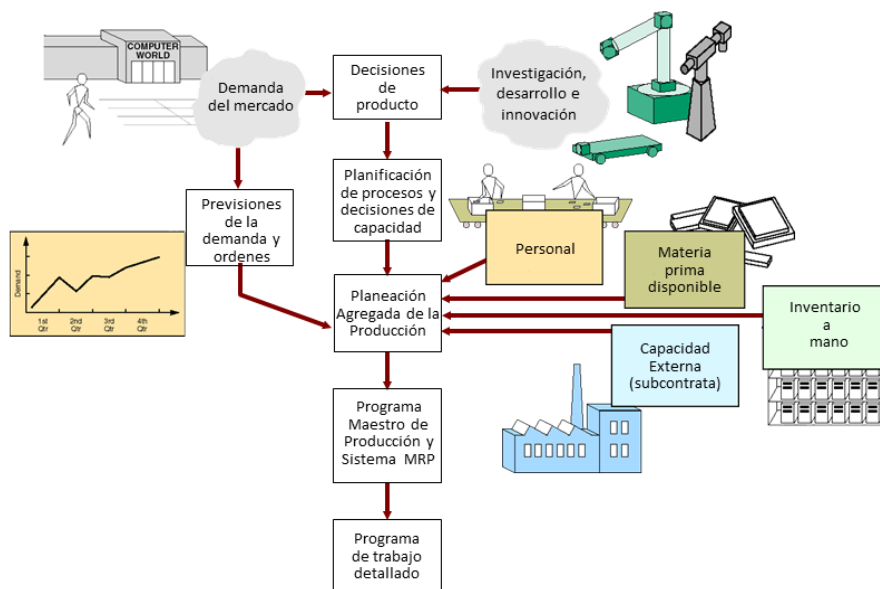 COMPUTER
WORLD
Demanda
del mercado
Decisiones
de
producto
Investigación,
desarrollo e
innovación
Previsiones
de la
demanda y
ordenes
Planificación
de procesos y
decisiones de
capacidad
Personal
Materia
prima
disponible
Demand
1st
Qtr
2nd
Qtr
3rd
Qtr
4th
Qtr
Planeación
Agregada de la
Producción
Inventario
a
mano
Capacidad
Externa
(subcontrata)
Programa
Maestro de
Producción y
Sistema MRP
Programa
de trabajo
detallado